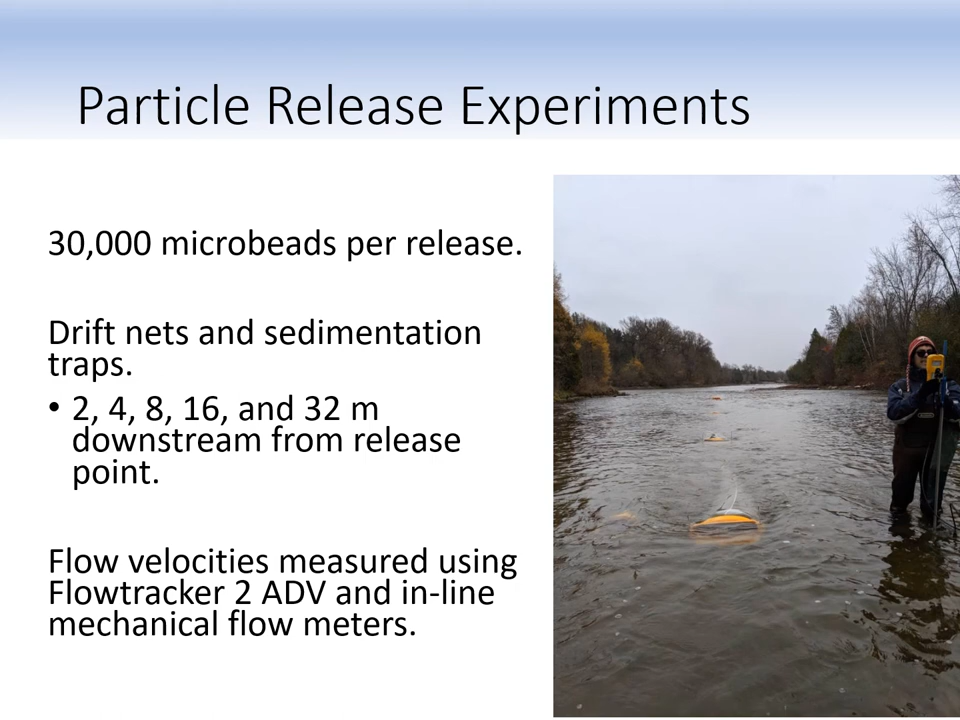 Particle Release Experiments
30,000 microbeads per release.
Drift nets and sedimentation
traps.
• 2, 4, 8, 16, and 32 m
downstream from release
point.
Flow velocities measured using
Flowtracker 2 ADV and in-line
mechanical flow meters.